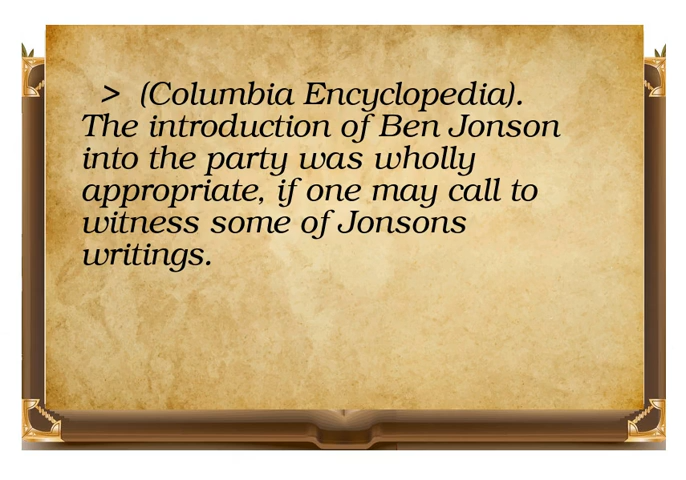 > (Columbia Encyclopedia).
The introduction of Ben Jonson
into the party was wholly
appropriate, if one may call to
witness some of Jonsons
writings.